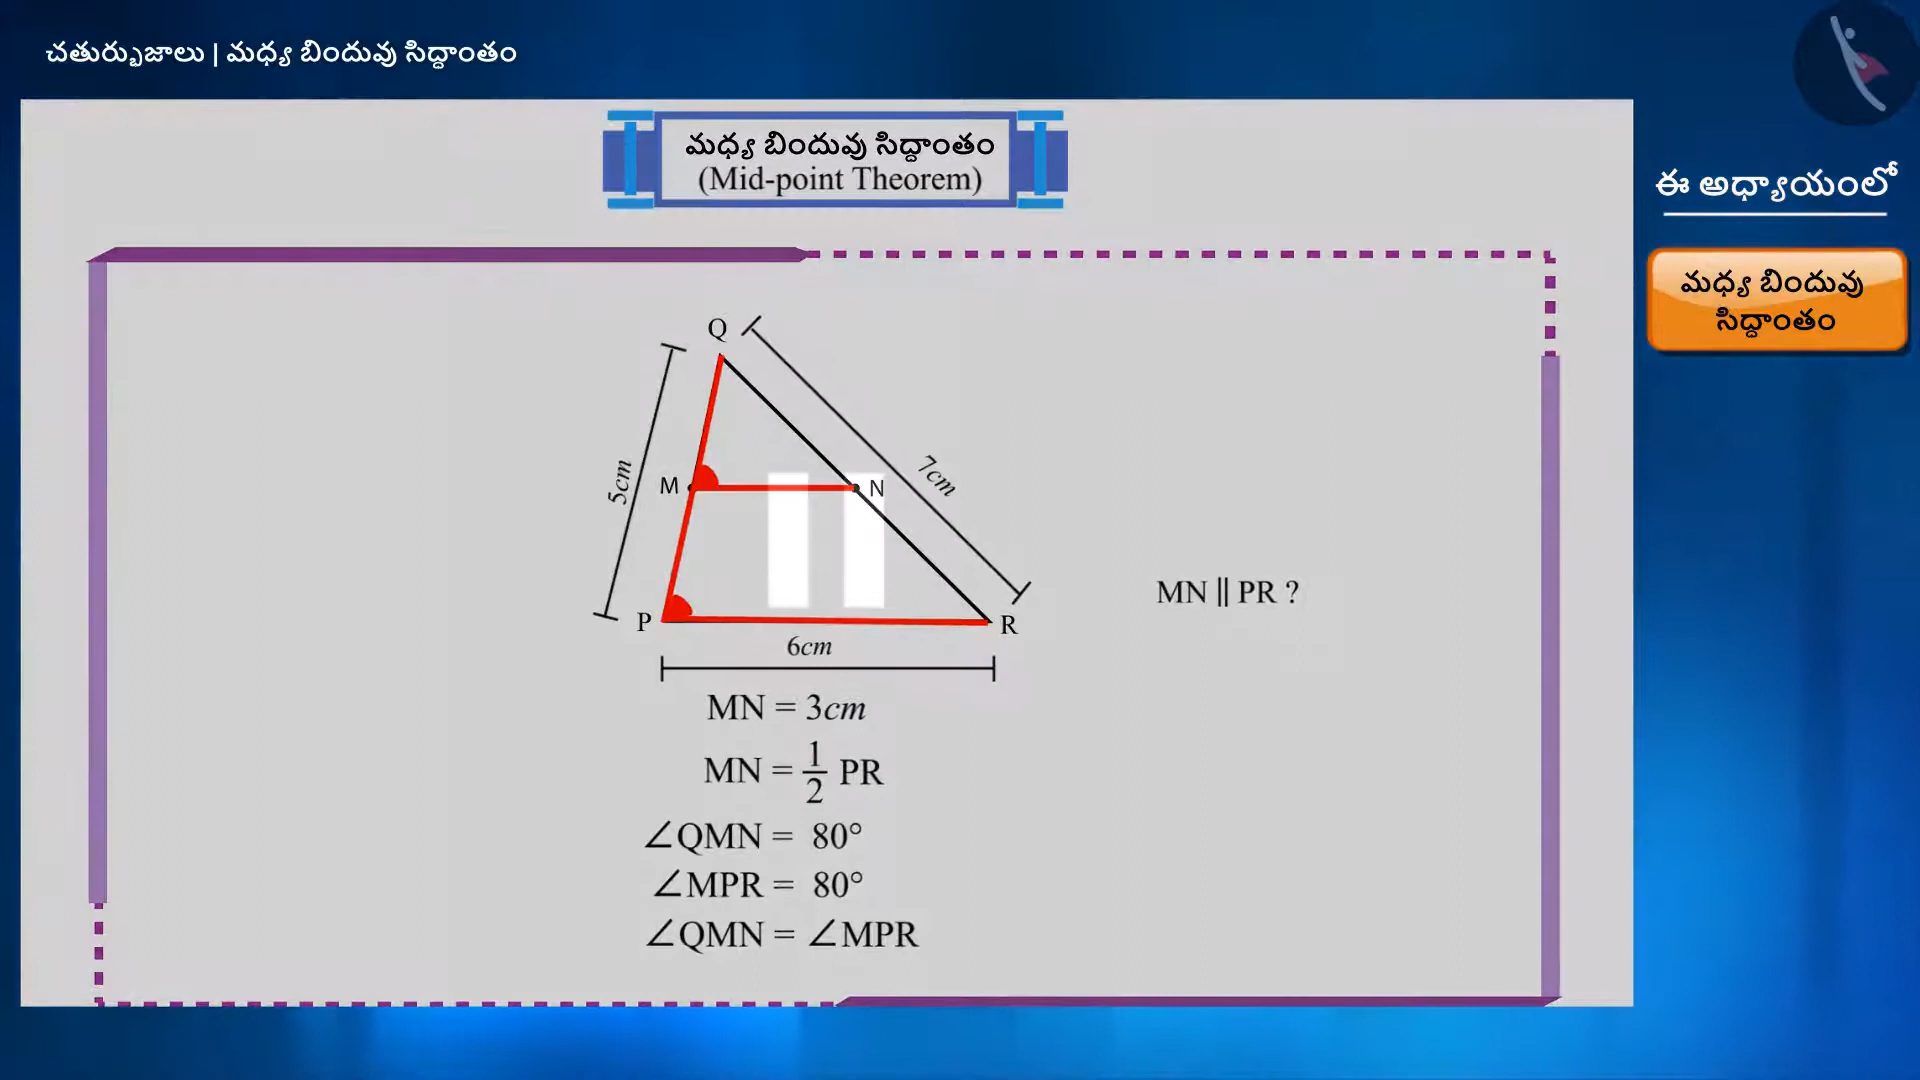 చతుర్భుజాలు | మధ్య బిందువు సిద్ధాంతం
మధ్య బిందువు సిద్ధాంతం
(Mid-point Theorem)
ఈ అధ్యాయంలో
మధ్య బిందువు
సిద్ధాంతం
Q
5cm
7cm
M
N
MN || PR ?
P
R
6cm
MN = 3cm
MN = 1/2 PR
∠QMN = 80°
∠MPR = 80°
∠QMN = ∠MPR